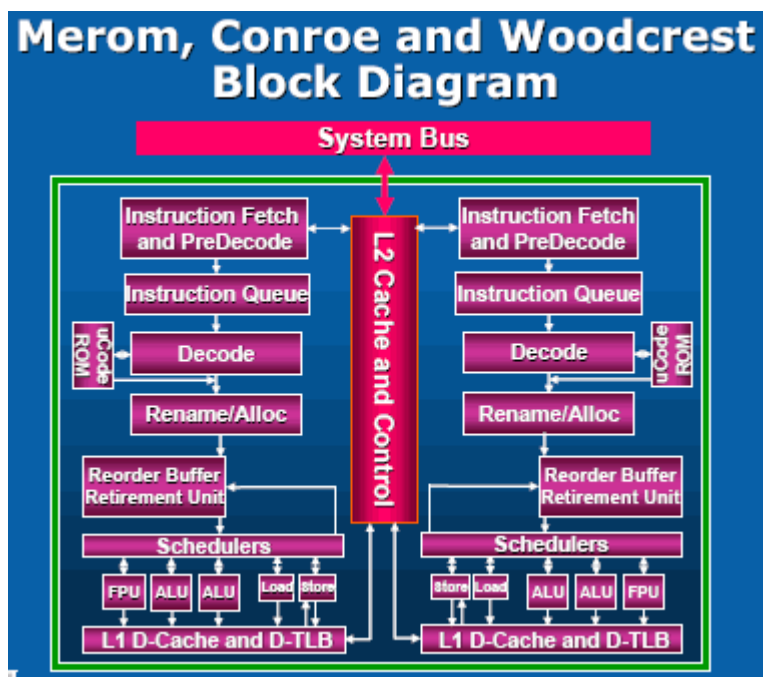 Merom, Conroe and Woodcrest
Block Diagram
System Bus
Instruction Fetch
and PreDecode
Instruction Queue
uCode
ROM
Decode
Rename/Alloc
Reorder Buffer
Retirement Unit
Schedulers
FPU
ALU
ALU
Load
Store
L1 D-Cache and D-TLB
L2 Cache and Control
Instruction Fetch
and PreDecode
Instruction Queue
Decode
uCode
ROM
Rename/Alloc
Reorder Buffer
Retirement Unit
Schedulers
Store
Load
ALU
ALU
FPU
L1 D-Cache and D-TLB